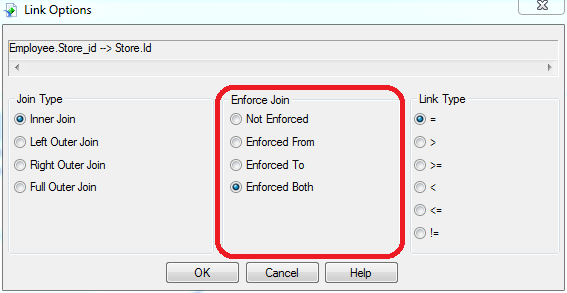 Link Options
Employee.Store_id --> Store.Id
Join Type
Inner Join
Left Outer Join
Right Outer Join
Full Outer Join
Enforce Join
Not Enforced
Enforced From
Enforced To
Enforced Both
Link Type
=
>
>=
<
<=
!=
OK
Cancel
Help